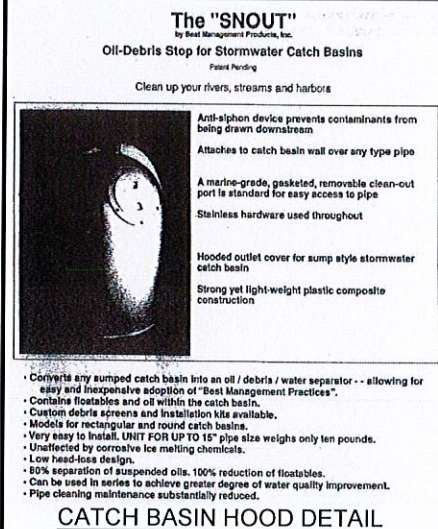 The "SNOUT"
by Best Management Products, Inc.
Oil-Debris Stop for Stormwater Catch Basins
Patent Pending
Clean up your rivers, streams and harbors
Anti-siphon device prevents contaminants from
being drawn downstream
Attaches to catch basin wall over any type pipe
A marine-grade, gasketed, removable clean-out
port is standard for easy access to pipe
Stainless hardware used throughout
Hooded outlet cover for sump style stormwater
catch basin
Strong yet light-weight plastic composite
construction
· Converts any sumped catch basin into an oil / debris / water separator - - allowing for
easy and inexpensive adoption of "Best Management Practices".
· Contains floatables and oil within the catch basin.
· Custom debris screens and installation kits available.
· Models for rectangular and round catch basins.
· Very easy to install. UNIT FOR UP TO 15" pipe size weighs only ten pounds.
· Unaffected by corrosive ice melting chemicals.
· Low head-loss design.
· 80% separation of suspended oils. 100% reduction of floatables.
· Can be used in series to achieve greater degree of water quality improvement.
· Pipe cleaning maintenance substantially reduced.
CATCH BASIN HOOD DETAIL